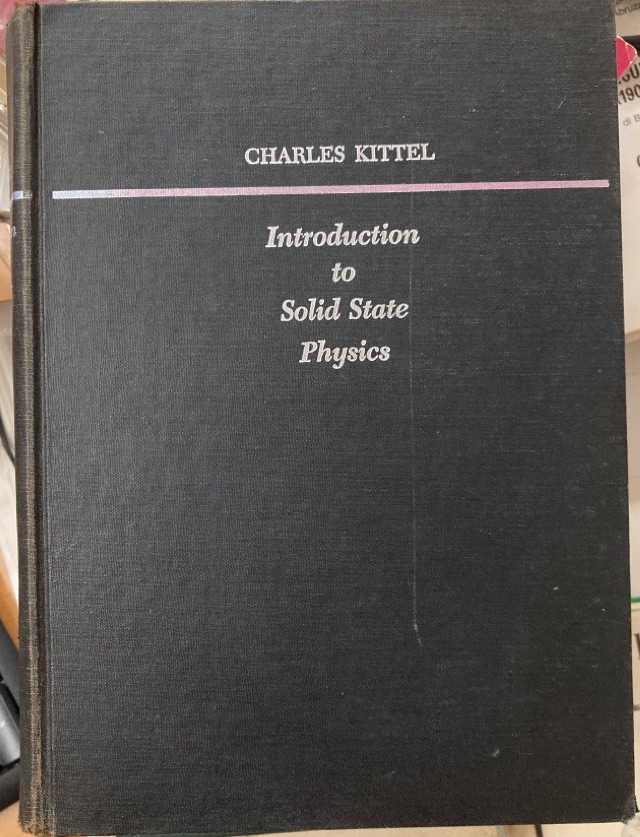 CHARLES KITTEL
Introduction
to
Solid State
Physics